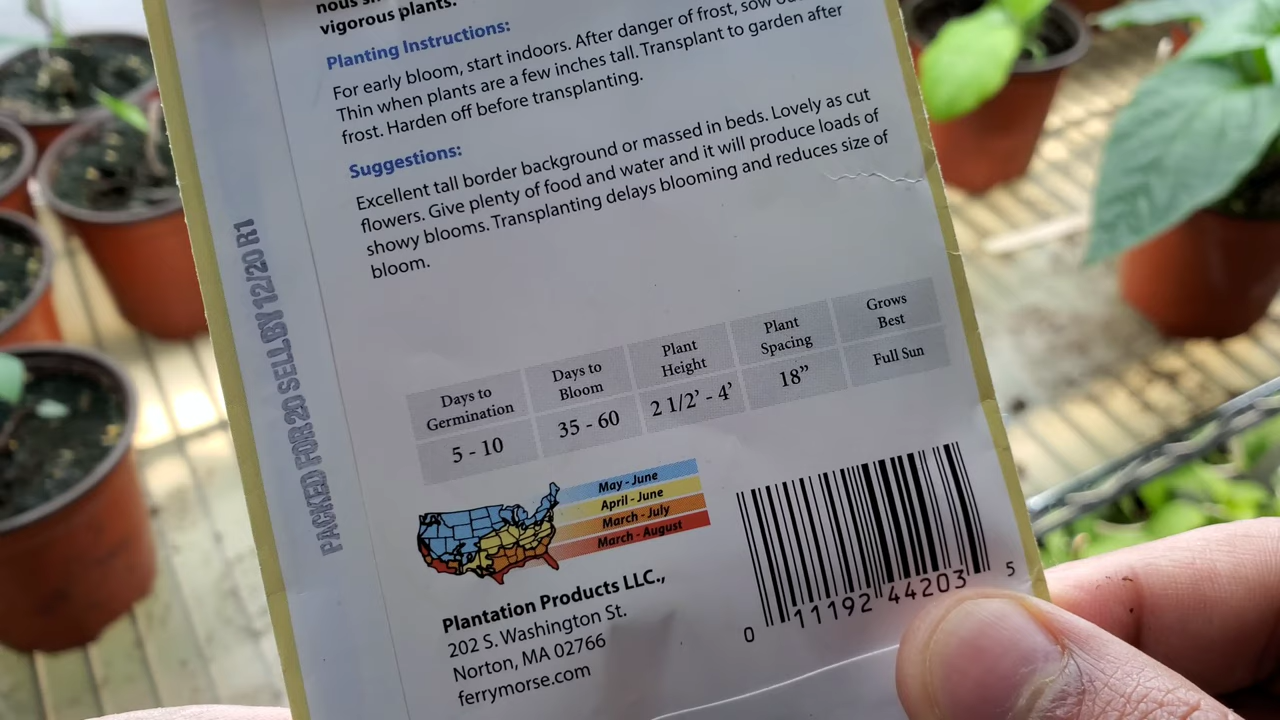 vigorous plants.
Planting Instructions:
For early bloom, start indoors. After danger of frost, sow
Thin when plants are a few inches tall. Transplant to garden after
frost. Harden off before transplanting.
Suggestions:
Excellent tall border background or massed in beds. Lovely as cut
flowers. Give plenty of food and water and it will produce loads of
showy blooms. Transplanting delays blooming and reduces size of
bloom.
PACKED FOR 20 SELL BY 12/20 R1
Days to Germination
Days to Bloom
Plant Height
Plant Spacing
Grows Best
5 - 10
35 - 60
2 1/2' - 4'
18"
Full Sun
May - June
April - June
March - July
March - August
Plantation Products LLC.,
202 S. Washington St.
Norton, MA 02766
ferrymorse.com
0 11192 44203 5